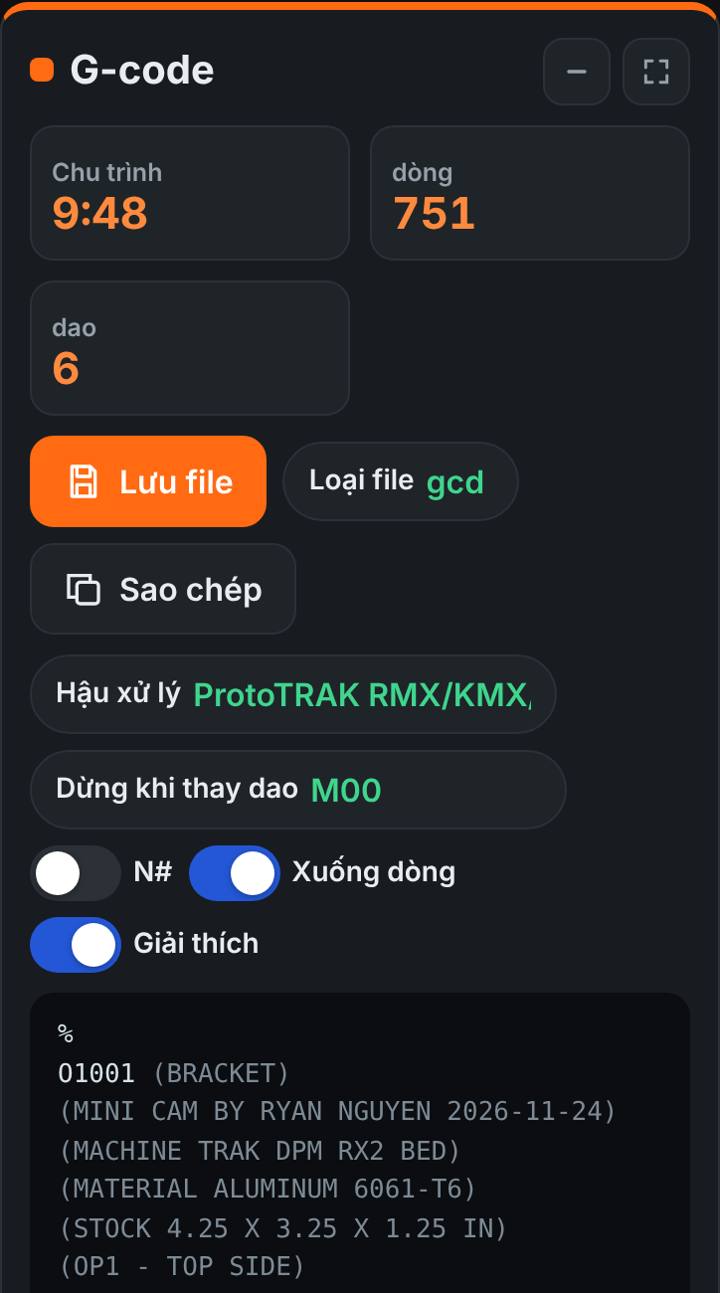 G-code
Chu trình
9:48
dòng
751
dao
6
Lưu file
Loại file gcd
Sao chép
Hậu xử lý ProtoTRAK RMX/KMX,
Dừng khi thay dao M00
N# Xuống dòng
Giải thích
%
O1001 (BRACKET)
(MINI CAM BY RYAN NGUYEN 2026-11-24)
(MACHINE TRAK DPM RX2 BED)
(MATERIAL ALUMINUM 6061-T6)
(STOCK 4.25 X 3.25 X 1.25 IN)
(OP1 - TOP SIDE)